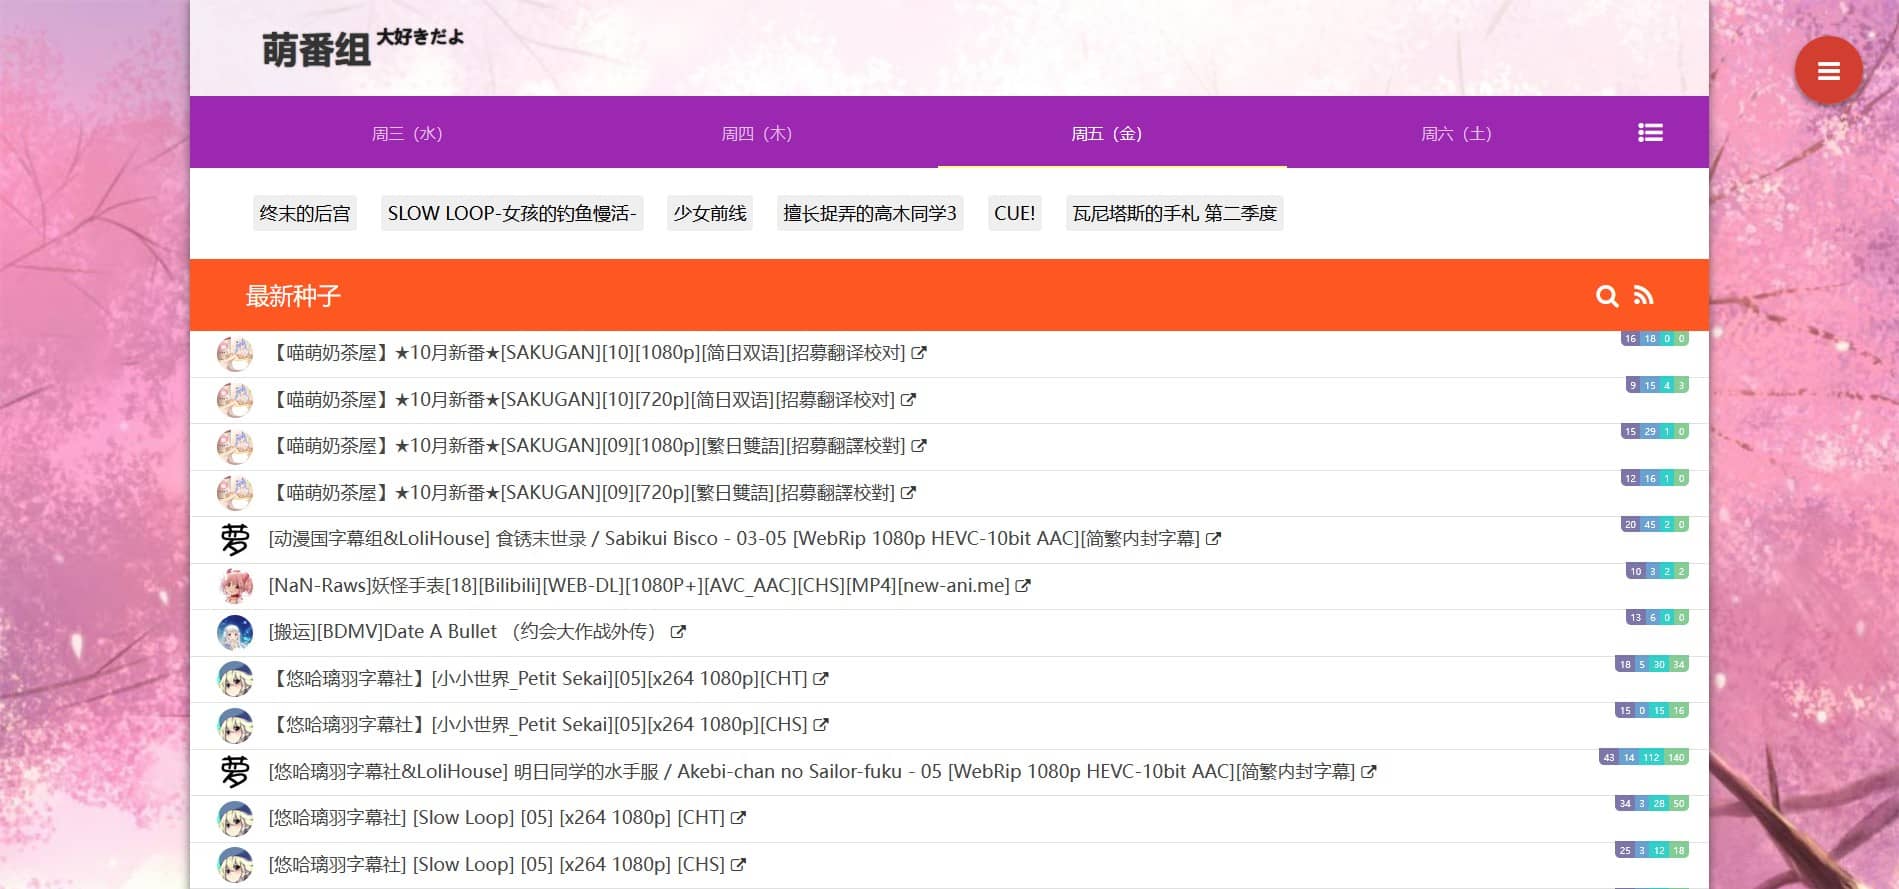 萌番组 大好きだよ
周三（水） 周四（木） 周五（金） 周六（土）
终末的后宫 SLOW LOOP-女孩的钓鱼慢活- 少女前线 擅长捉弄的高木同学3 CUE! 瓦尼塔斯的手札 第二季度
最新种子
【喵萌奶茶屋】★10月新番★[SAKUGAN][10][1080p][简日双语][招募翻译校对] 16 18 0 0
【喵萌奶茶屋】★10月新番★[SAKUGAN][10][720p][简日双语][招募翻译校对] 9 15 4 3
【喵萌奶茶屋】★10月新番★[SAKUGAN][09][1080p][繁日雙語][招募翻譯校對] 15 29 1 0
【喵萌奶茶屋】★10月新番★[SAKUGAN][09][720p][繁日雙語][招募翻譯校對] 12 16 1 0
萝 [动漫国字幕组&LoliHouse] 食锈末世录 / Sabikui Bisco - 03-05 [WebRip 1080p HEVC-10bit AAC][简繁内封字幕] 20 45 2 0
[NaN-Raws]妖怪手表[18][Bilibili][WEB-DL][1080P+][AVC_AAC][CHS][MP4][new-ani.me] 10 3 2 2
[搬运][BDMV]Date A Bullet （约会大作战外传） 13 6 0 0
【悠哈璃羽字幕社】[小小世界_Petit Sekai][05][x264 1080p][CHT] 18 5 30 34
【悠哈璃羽字幕社】[小小世界_Petit Sekai][05][x264 1080p][CHS] 15 0 15 16
萝 [悠哈璃羽字幕社&LoliHouse] 明日同学的水手服 / Akebi-chan no Sailor-fuku - 05 [WebRip 1080p HEVC-10bit AAC][简繁内封字幕] 43 14 112 140
[悠哈璃羽字幕社] [Slow Loop] [05] [x264 1080p] [CHT] 34 3 28 50
[悠哈璃羽字幕社] [Slow Loop] [05] [x264 1080p] [CHS] 25 3 12 18